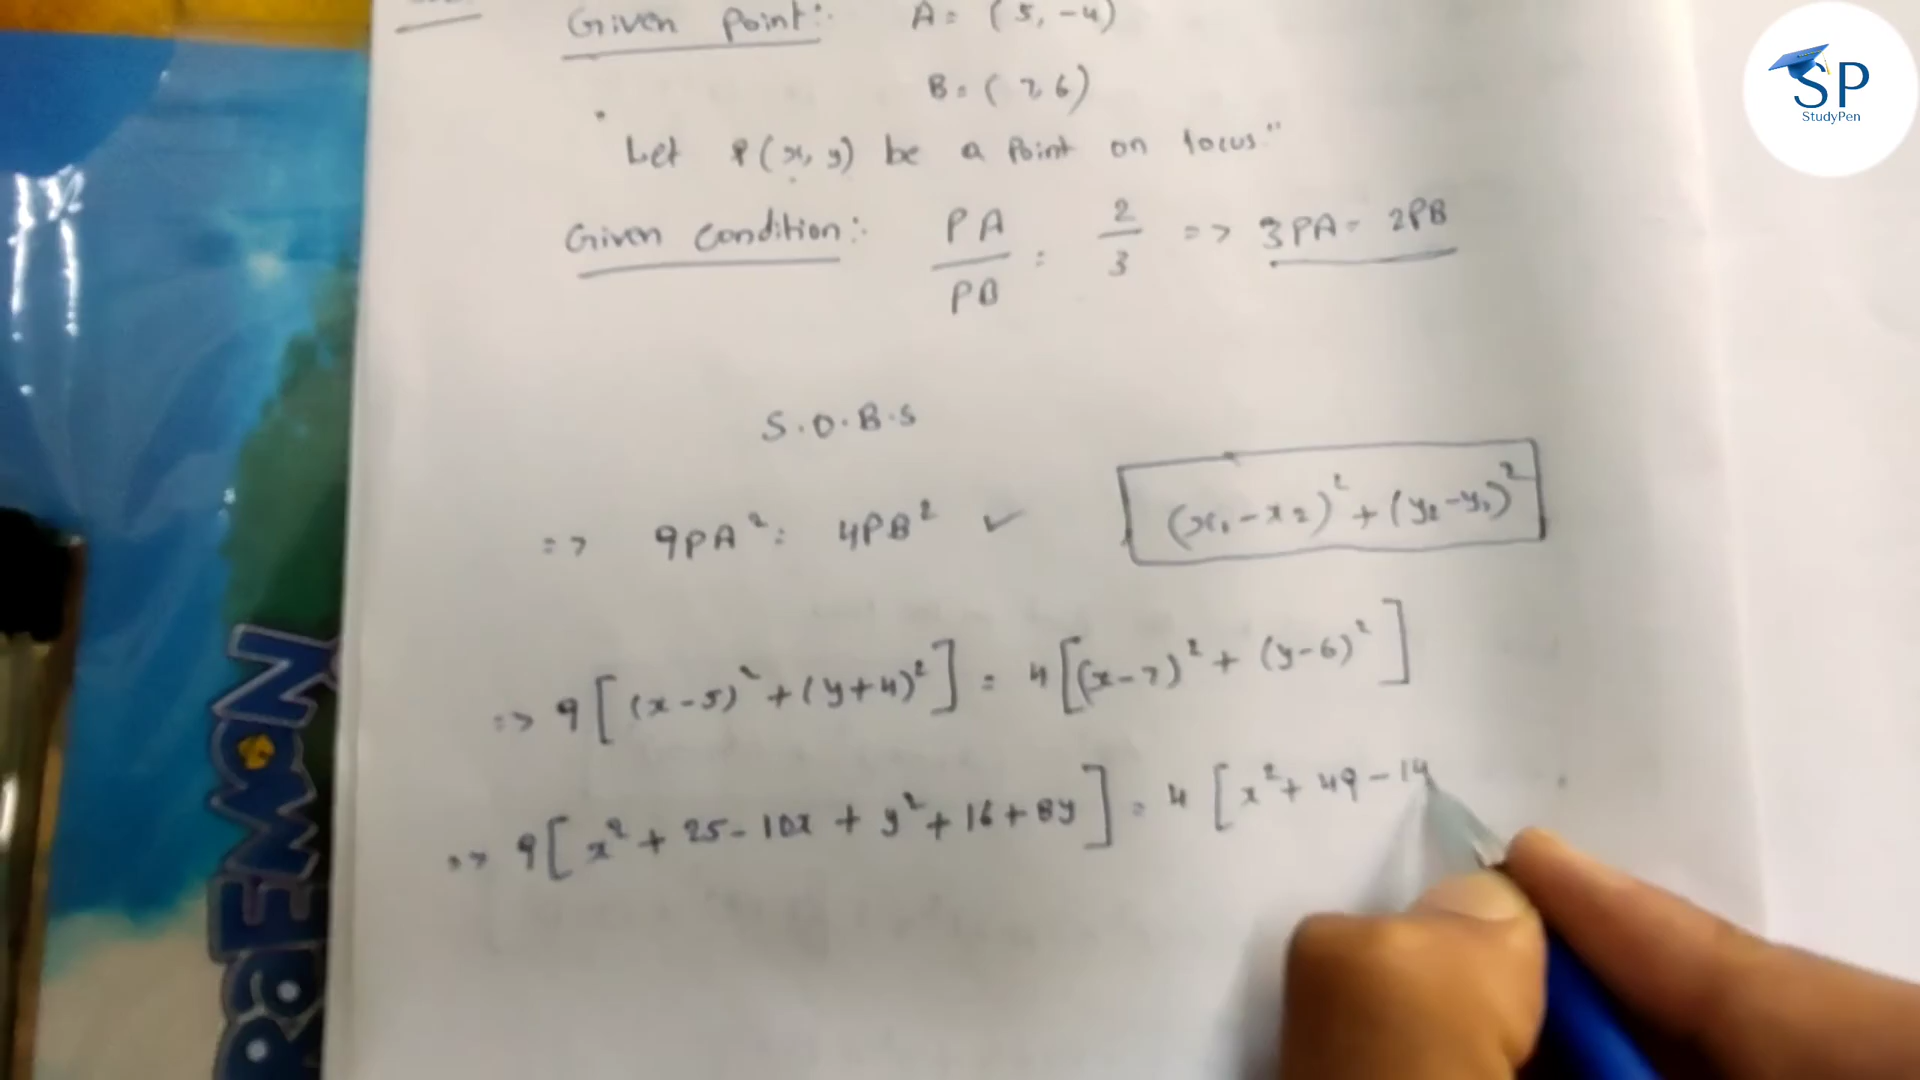 SP
StudyPen
Given Point:- A = (5, -4)
B = (7, 6)
Let P(x, y) be a Point on locus."
Given Condition:- PA/PB = 2/3 => 3PA = 2PB
S.O.B.S
=> 9PA² = 4PB² ✓ (x₁-x₂)² + (y₂-y₁)²
=> 9[(x-5)² + (y+4)²] = 4[(x-7)² + (y-6)²]
=> 9[x² + 25 - 10x + y² + 16 + 8y] = 4[x² + 49 - 14
DORAEMON